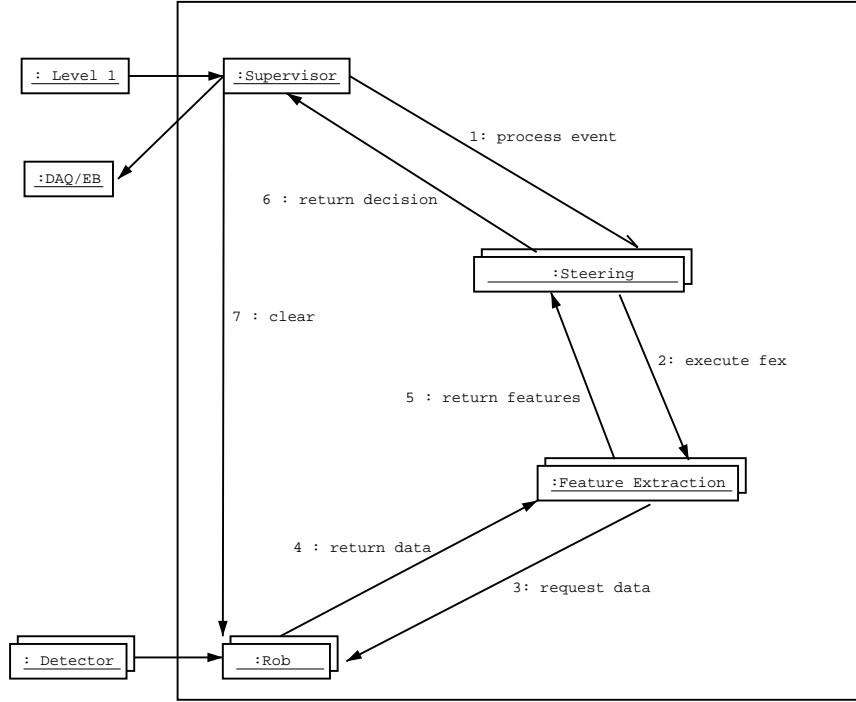 : Level 1
:Supervisor
1: process event
:DAQ/EB
6 : return decision
:Steering
7 : clear
2: execute fex
5 : return features
:Feature Extraction
4 : return data
3: request data
: Detector
:Rob